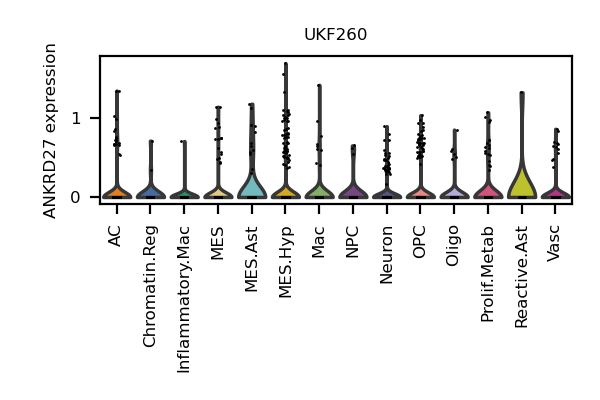 UKF260
ANKRD27 expression
1
0
AC
Chromatin.Reg
Inflammatory.Mac
MES
MES.Ast
MES.Hyp
Mac
NPC
Neuron
OPC
Oligo
Prolif.Metab
Reactive.Ast
Vasc